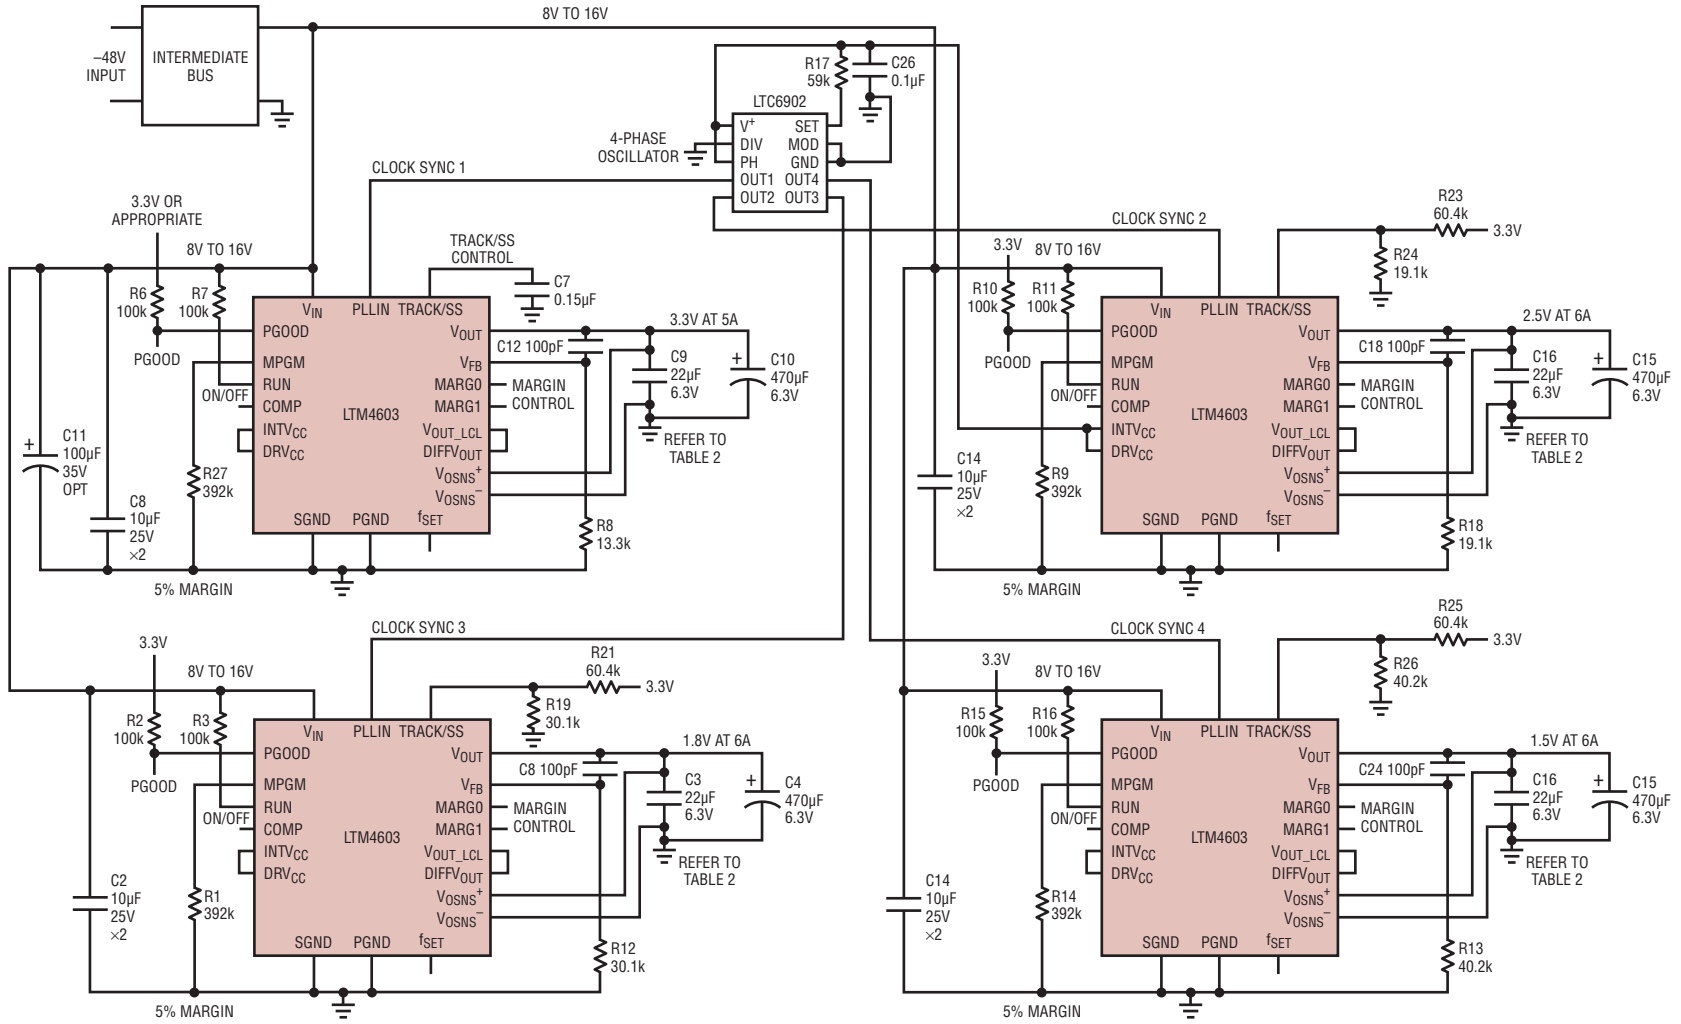 8V TO 16V
–48V
INPUT
INTERMEDIATE
BUS
R17
59k
C26
0.1µF
LTC6902
4-PHASE
OSCILLATOR
V+
DIV
PH
OUT1
OUT2
SET
MOD
GND
OUT4
OUT3
CLOCK SYNC 1
CLOCK SYNC 2
3.3V OR
APPROPRIATE
8V TO 16V
TRACK/SS
CONTROL
C7
0.15µF
R6
100k
R7
100k
VIN
PLLIN
TRACK/SS
PGOOD
PGOOD
MPGM
RUN
ON/OFF
COMP
INTVCC
DRVCC
LTM4603
VOUT
VFB
MARG0
MARG1
MARGIN
CONTROL
VOUT_LCL
DIFFVOUT
VOSNS+
VOSNS–
SGND
PGND
fSET
3.3V AT 5A
C12 100pF
C9
22µF
6.3V
C10
470µF
6.3V
REFER TO
TABLE 2
C11
100µF
35V
OPT
C8
10µF
25V
×2
R27
392k
R8
13.3k
5% MARGIN
R23
60.4k
3.3V
R24
19.1k
3.3V
8V TO 16V
R10
100k
R11
100k
VIN
PLLIN
TRACK/SS
PGOOD
PGOOD
MPGM
RUN
ON/OFF
COMP
INTVCC
DRVCC
LTM4603
VOUT
VFB
MARG0
MARG1
MARGIN
CONTROL
VOUT_LCL
DIFFVOUT
VOSNS+
VOSNS–
SGND
PGND
fSET
2.5V AT 6A
C18 100pF
C16
22µF
6.3V
C15
470µF
6.3V
REFER TO
TABLE 2
C14
10µF
25V
×2
R9
392k
R18
19.1k
5% MARGIN
CLOCK SYNC 3
3.3V
8V TO 16V
R21
60.4k
3.3V
R19
30.1k
R2
100k
R3
100k
VIN
PLLIN
TRACK/SS
PGOOD
PGOOD
MPGM
RUN
ON/OFF
COMP
INTVCC
DRVCC
LTM4603
VOUT
VFB
MARG0
MARG1
MARGIN
CONTROL
VOUT_LCL
DIFFVOUT
VOSNS+
VOSNS–
SGND
PGND
fSET
1.8V AT 6A
C8 100pF
C3
22µF
6.3V
C4
470µF
6.3V
REFER TO
TABLE 2
C2
10µF
25V
×2
R1
392k
R12
30.1k
5% MARGIN
CLOCK SYNC 4
R25
60.4k
3.3V
R26
40.2k
3.3V
8V TO 16V
R15
100k
R16
100k
VIN
PLLIN
TRACK/SS
PGOOD
PGOOD
MPGM
RUN
ON/OFF
COMP
INTVCC
DRVCC
LTM4603
VOUT
VFB
MARG0
MARG1
MARGIN
CONTROL
VOUT_LCL
DIFFVOUT
VOSNS+
VOSNS–
SGND
PGND
fSET
1.5V AT 6A
C24 100pF
C16
22µF
6.3V
C15
470µF
6.3V
REFER TO
TABLE 2
C14
10µF
25V
×2
R14
392k
R13
40.2k
5% MARGIN